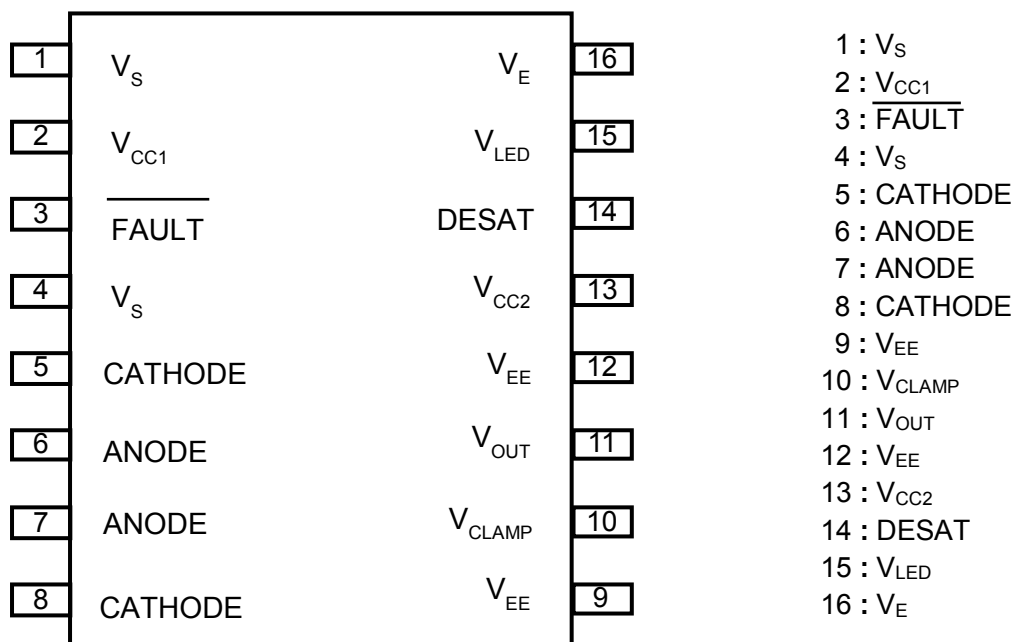 1 V_S V_E 16
2 V_CC1 V_LED 15
3 F̅A̅U̅L̅T̅ DESAT 14
4 V_S V_CC2 13
5 CATHODE V_EE 12
6 ANODE V_OUT 11
7 ANODE V_CLAMP 10
8 CATHODE V_EE 9
1 : V_S
2 : V_CC1
3 : F̅A̅U̅L̅T̅
4 : V_S
5 : CATHODE
6 : ANODE
7 : ANODE
8 : CATHODE
9 : V_EE
10 : V_CLAMP
11 : V_OUT
12 : V_EE
13 : V_CC2
14 : DESAT
15 : V_LED
16 : V_E